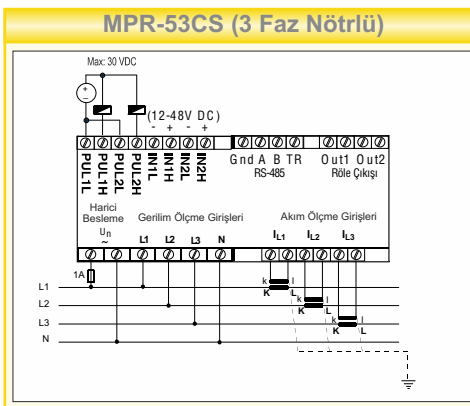 MPR-53CS (3 Faz Nötrlü)
Max: 30 VDC
(12-48V DC)
- + - +
PUL1L PUL1H PUL2L PUL2H IN1L IN1H IN2L IN2H
Gnd A B TR Out1 Out2
RS-485 Röle Çıkışı
Harici Besleme
Gerilim Ölçme Girişleri Akım Ölçme Girişleri
Un ~ L1 L2 L3 N IL1 IL2 IL3
1A
L1
k l
K L
L2
k l
K L
L3
k l
K L
N